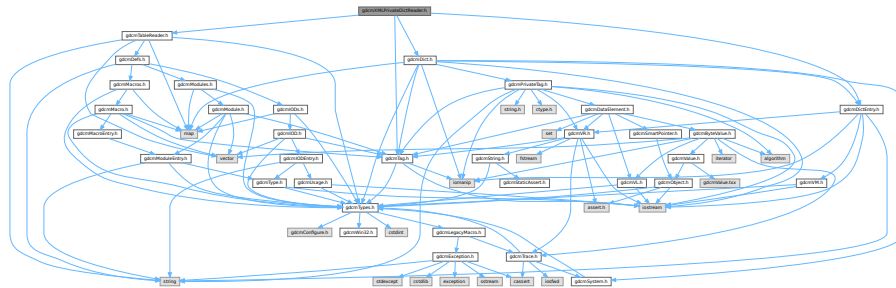 gdcmXMLPrivateDictReader.h
gdcmTableReader.h
gdcmDefs.h
gdcmDict.h
gdcmMacros.h
gdcmModules.h
gdcmPrivateTag.h
gdcmMacro.h
gdcmModule.h
gdcmIODs.h
string.h
ctype.h
gdcmDataElement.h
gdcmDictEntry.h
gdcmMacroEntry.h
map
gdcmIOD.h
set
gdcmVR.h
gdcmSmartPointer.h
gdcmByteValue.h
gdcmModuleEntry.h
vector
gdcmIODEntry.h
gdcmTag.h
gdcmString.h
fstream
gdcmValue.h
iterator
algorithm
gdcmType.h
gdcmUsage.h
iomanip
gdcmStaticAssert.h
gdcmVL.h
gdcmObject.h
gdcmValue.txx
gdcmVM.h
gdcmTypes.h
assert.h
iostream
gdcmConfigure.h
gdcmWin32.h
cstdint
gdcmLegacyMacro.h
gdcmException.h
gdcmTrace.h
string
stdexcept
cstdlib
exception
sstream
cassert
iosfwd
gdcmSystem.h